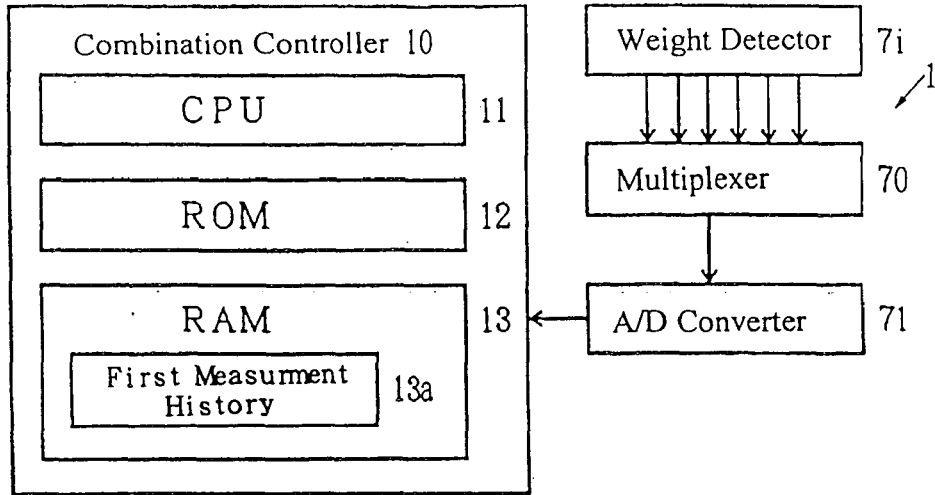 Combination Controller 10
CPU 11
ROM 12
RAM 13
First Measurment
History 13a
Weight Detector 7i
1
Multiplexer 70
A/D Converter 71